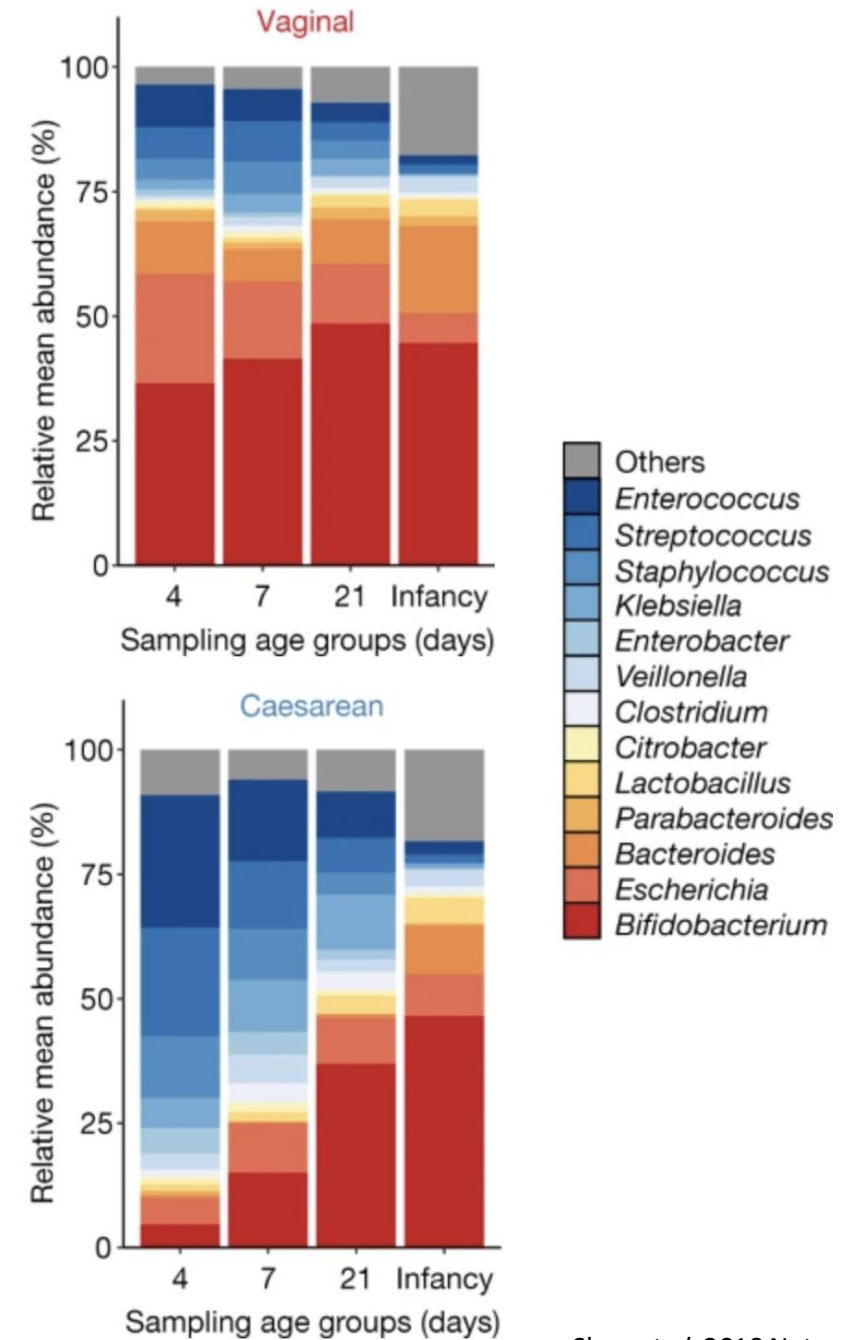 Vaginal
Relative mean abundance (%)
100
75
50
25
0
4 7 21 Infancy
Sampling age groups (days)
Others
Enterococcus
Streptococcus
Staphylococcus
Klebsiella
Enterobacter
Veillonella
Clostridium
Citrobacter
Lactobacillus
Parabacteroides
Bacteroides
Escherichia
Bifidobacterium
Caesarean
Relative mean abundance (%)
100
75
50
25
0
4 7 21 Infancy
Sampling age groups (days)